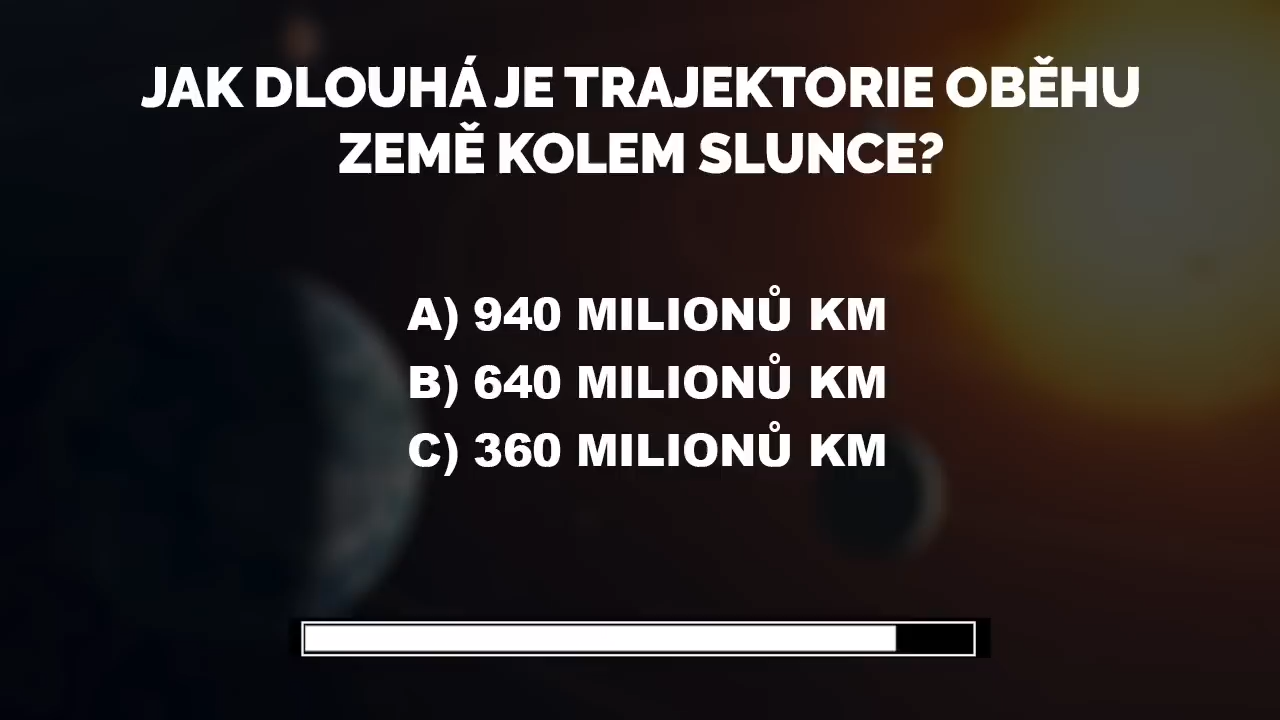 JAK DLOUHÁ JE TRAJEKTORIE OBĚHU
ZEMĚ KOLEM SLUNCE?
A) 940 MILIONŮ KM
B) 640 MILIONŮ KM
C) 360 MILIONŮ KM